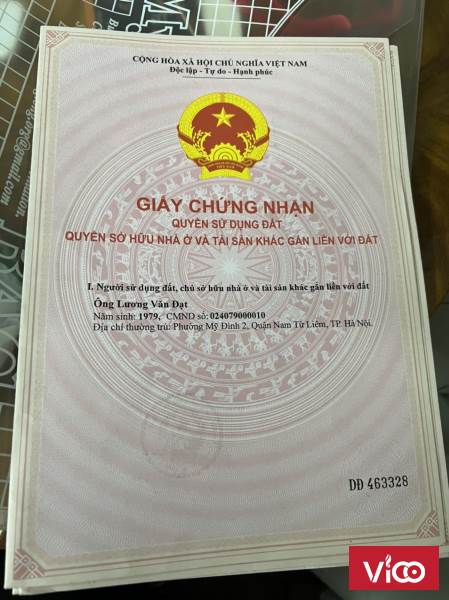 CỘNG HÒA XÃ HỘI CHỦ NGHĨA VIỆT NAM
Độc lập - Tự do - Hạnh phúc
GIẤY CHỨNG NHẬN
QUYỀN SỬ DỤNG ĐẤT
QUYỀN SỞ HỮU NHÀ Ở VÀ TÀI SẢN KHÁC GẮN LIỀN VỚI ĐẤT
I. Người sử dụng đất, chủ sở hữu nhà ở và tài sản khác gắn liền với đất
Ông Lương Văn Đạt
Năm sinh: 1979, CMND số: 024079000010
Địa chỉ thường trú: Phường Mỹ Đình 2, Quận Nam Từ Liêm, TP. Hà Nội.
DĐ 463328
ViCO